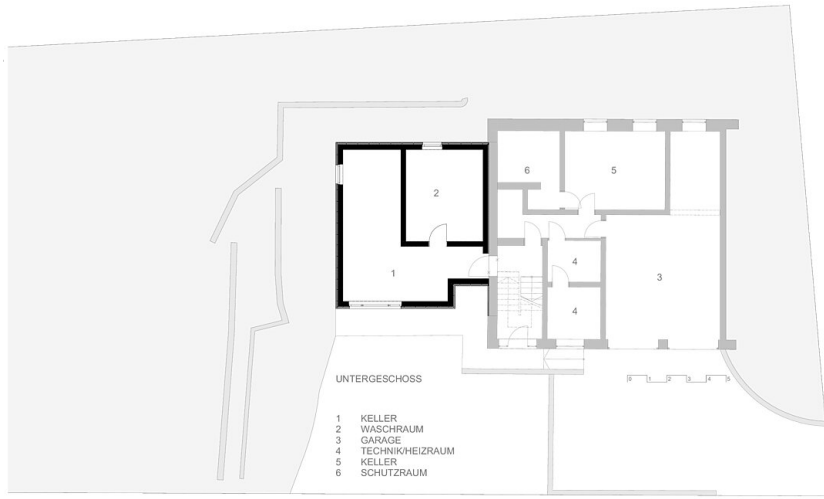 6
5
2
4
1
3
4
UNTERGESCHOSS
0 1 2 3 4 5
1 KELLER
2 WASCHRAUM
3 GARAGE
4 TECHNIK/HEIZRAUM
5 KELLER
6 SCHUTZRAUM